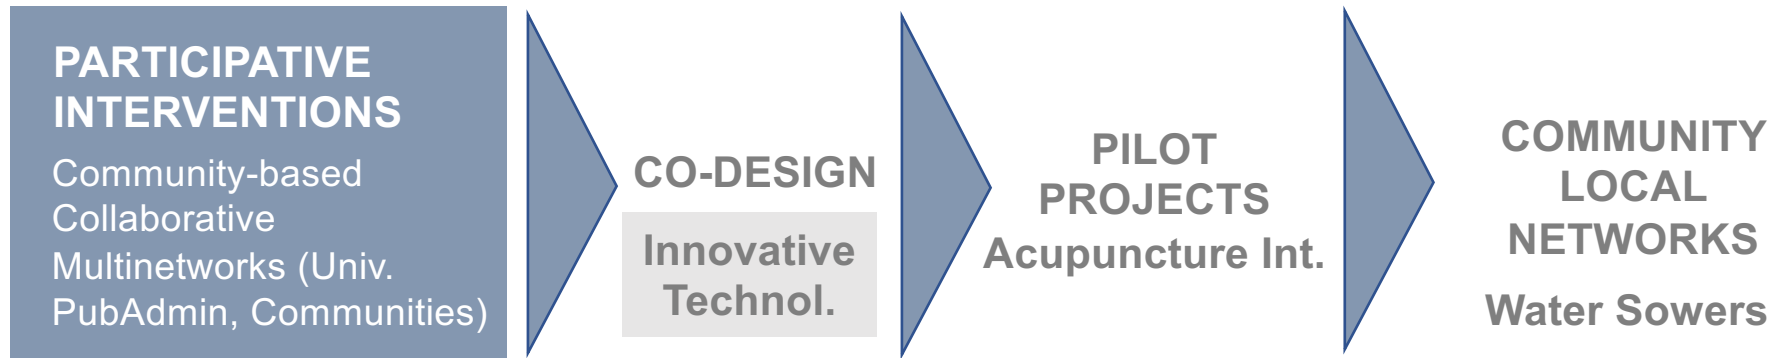 PARTICIPATIVE
INTERVENTIONS
Community-based
Collaborative
Multinetworks (Univ.
PubAdmin, Communities)
CO-DESIGN
Innovative
Technol.
PILOT
PROJECTS
Acupuncture Int.
COMMUNITY
LOCAL
NETWORKS
Water Sowers